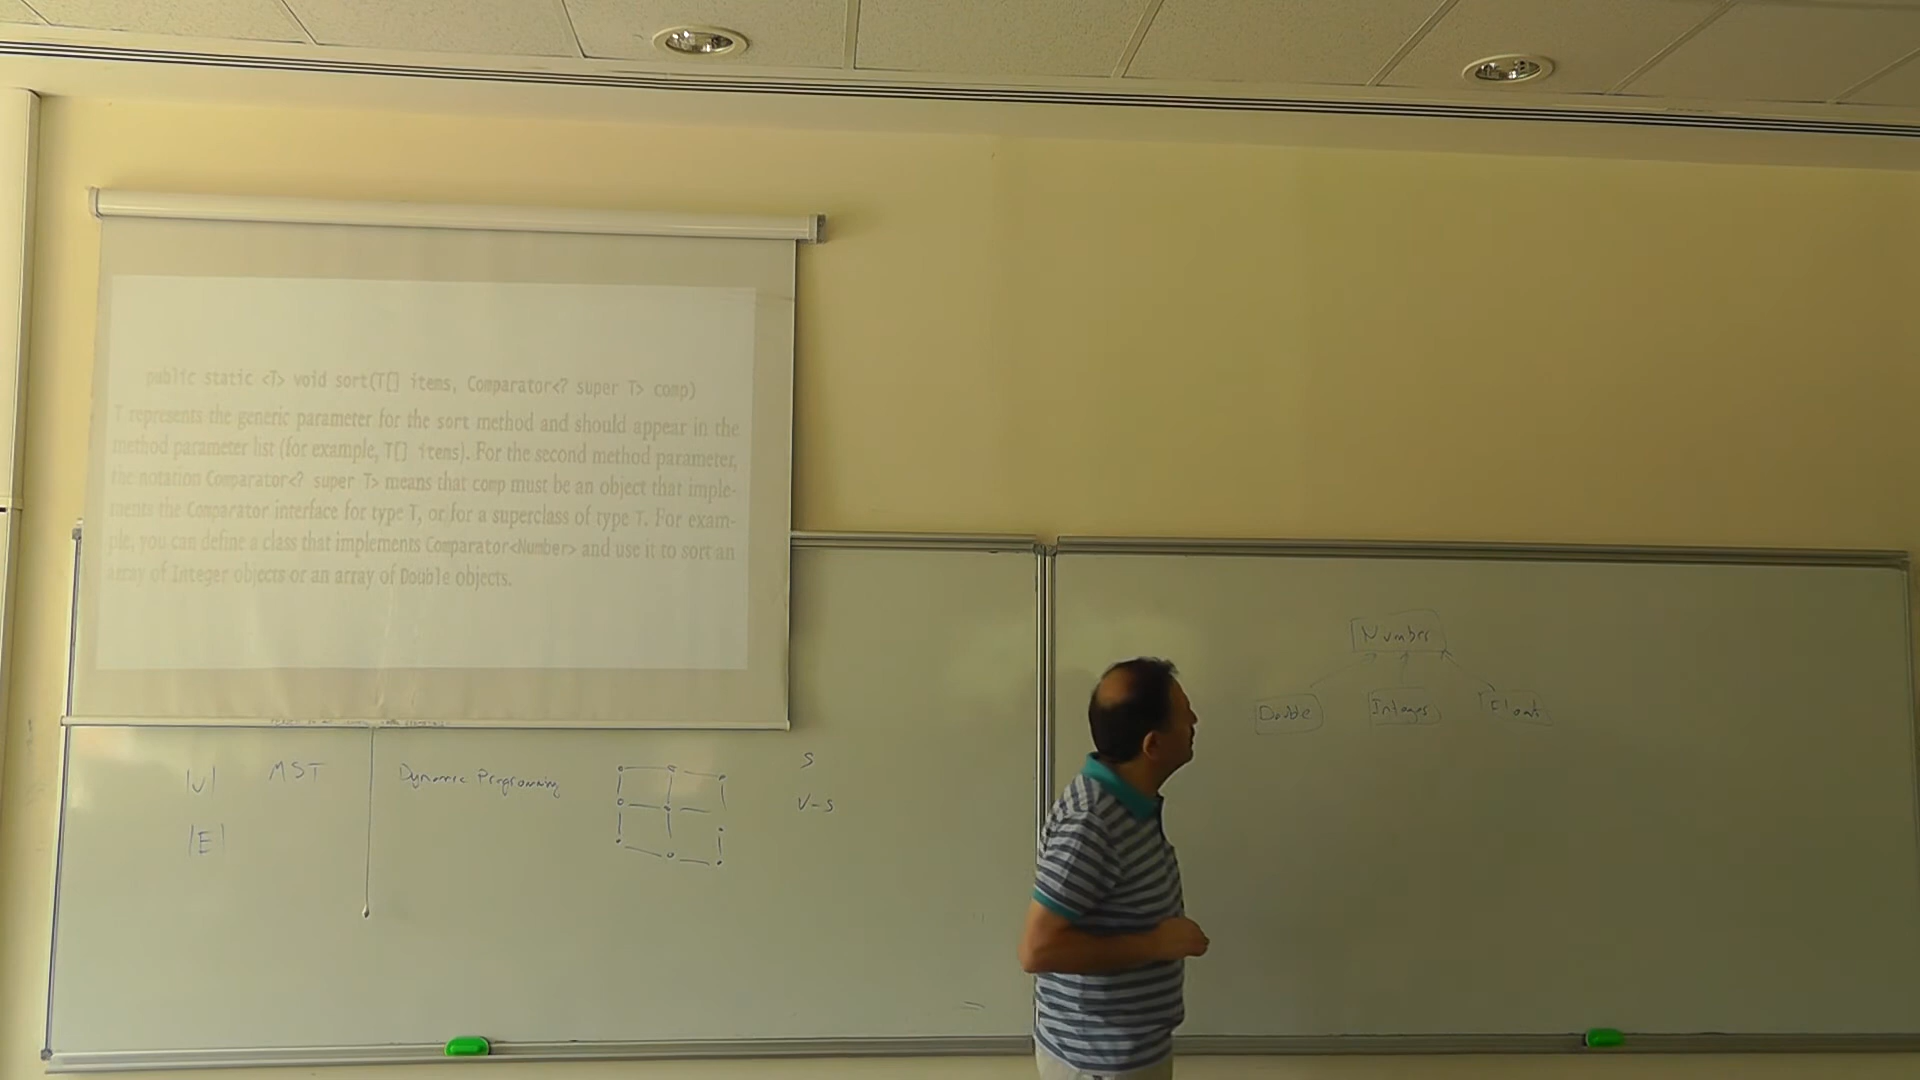 public static <T> void sort(T[] items, Comparator<? super T> comp)
T represents the generic parameter for the sort method and should appear in the
method parameter list (for example, T[] items). For the second method parameter,
the notation Comparator<? super T> means that comp must be an object that imple-
ments the Comparator interface for type T, or for a superclass of type T. For exam-
ple, you can define a class that implements Comparator<Number> and use it to sort an
array of Integer objects or an array of Double objects.
|V| MST Dynamic Programming S
|E| V-S
Number
Double Integer Float